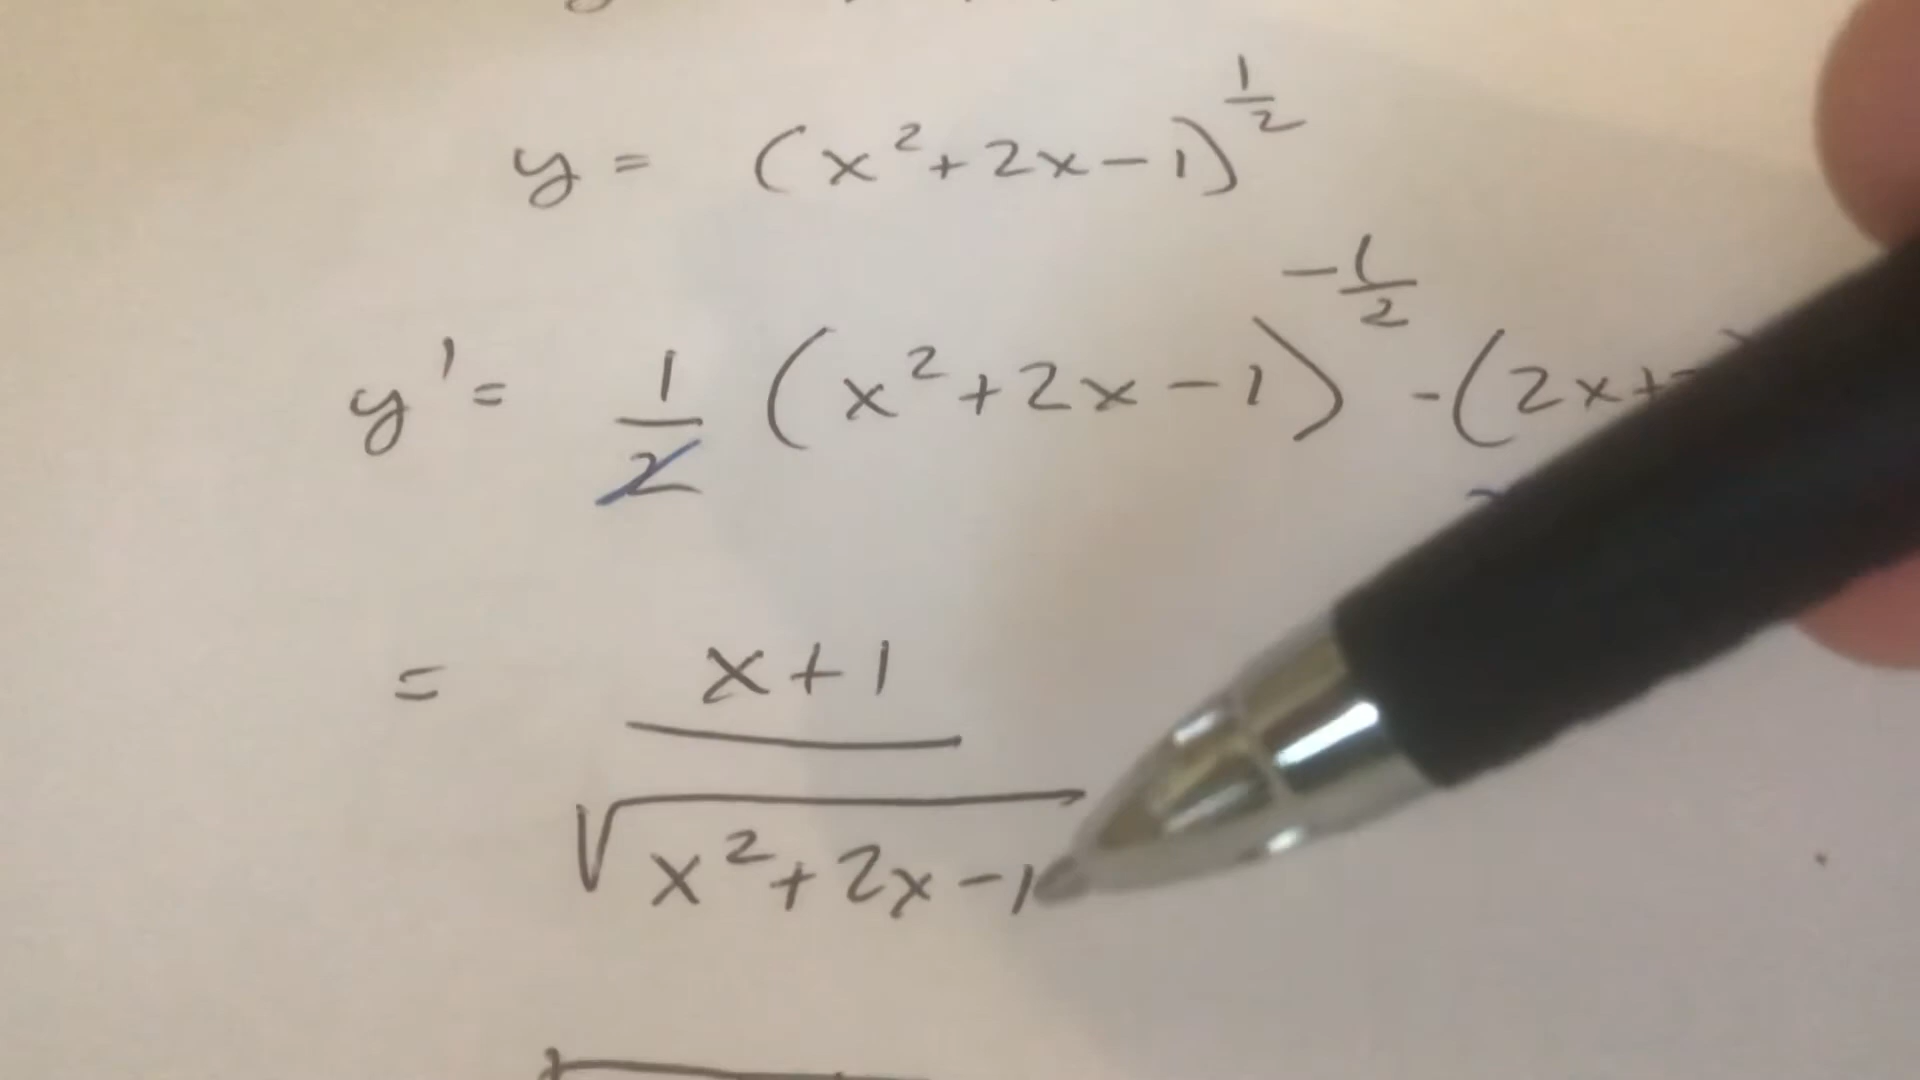 y = (x²+2x-1)^(1/2)
y' = 1/2 (x²+2x-1)^(-1/2) -(2x+
= (x+1)/√(x²+2x-1)